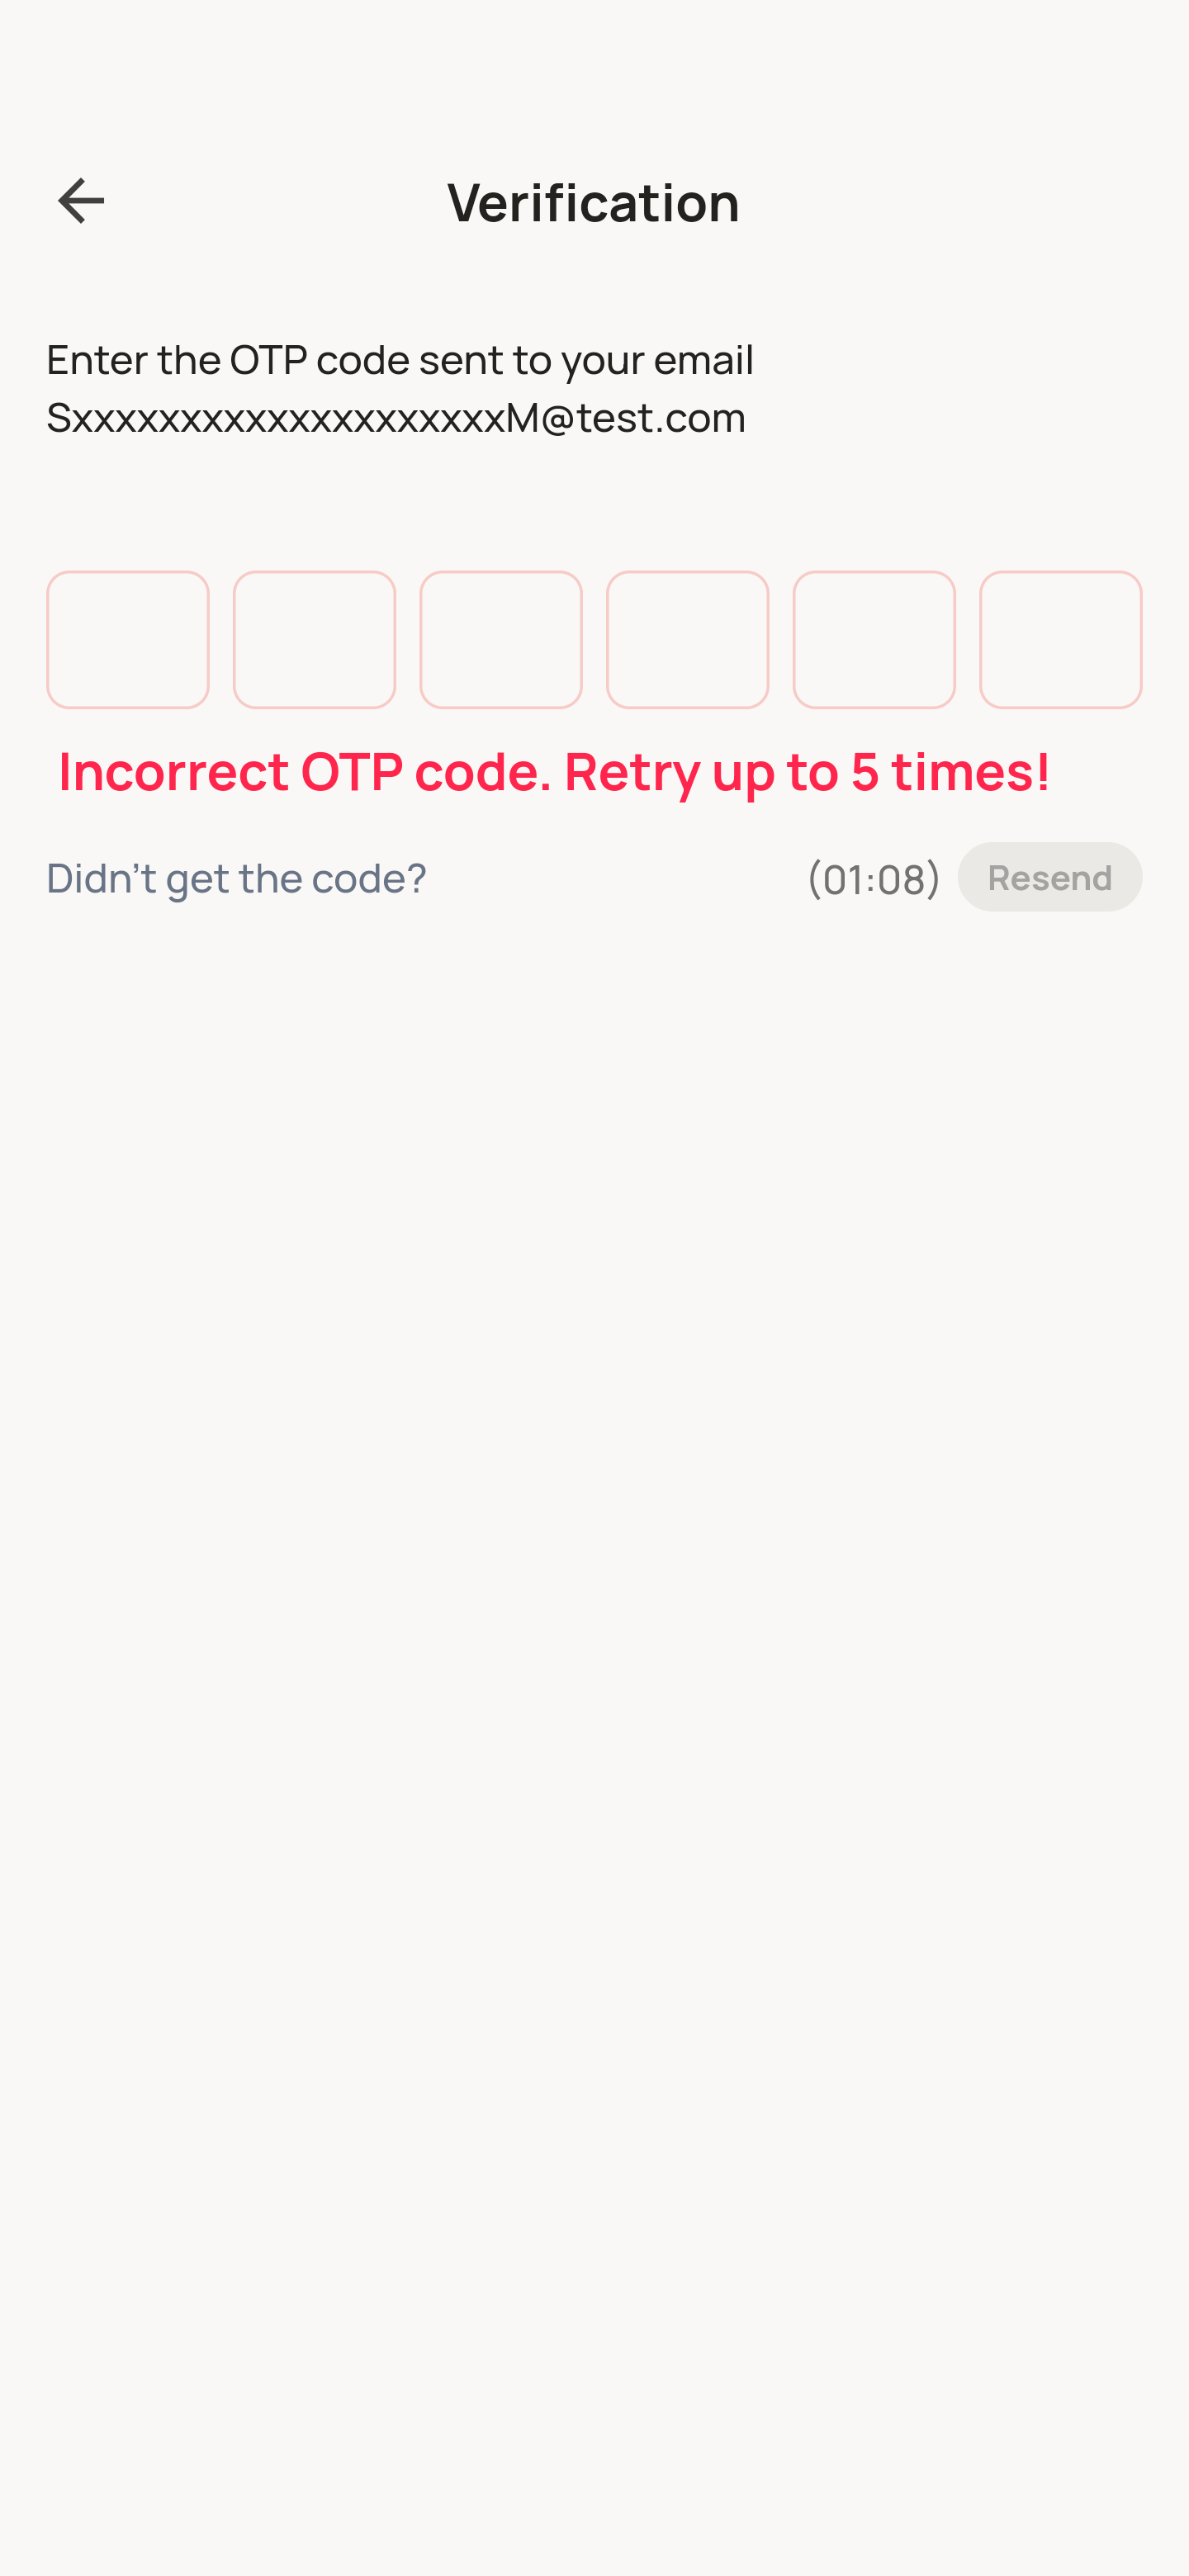 Verification
Enter the OTP code sent to your email
SxxxxxxxxxxxxxxxxxxxxM@test.com
Incorrect OTP code. Retry up to 5 times!
Didn't get the code? (01:08) Resend